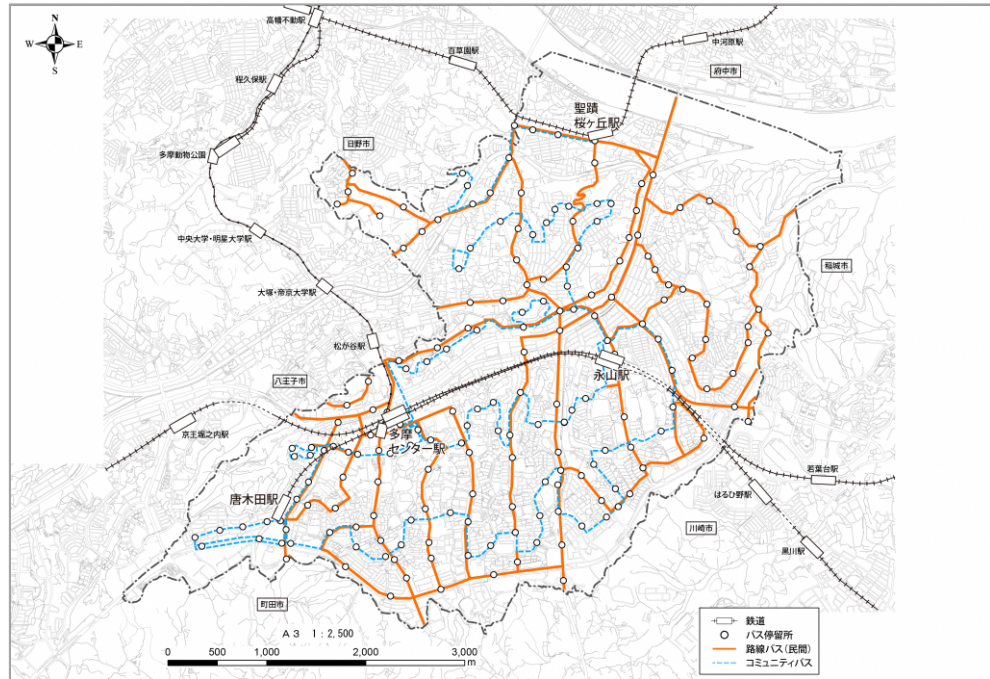 N
W
E
S
高幡不動駅
百草園駅
中河原駅
府中市
程久保駅
聖蹟
桜ヶ丘駅
日野市
多摩動物公園
中央大学・明星大学駅
稲城市
大塚・帝京大学駅
松が谷駅
永山駅
八王子市
京王堀之内駅
多摩
センター駅
若葉台駅
はるひ野駅
唐木田駅
川崎市
黒川駅
町田市
A3 1:2,500
0 500 1,000 2,000 3,000
m
鉄道
バス停留所
路線バス(民間)
コミュニティバス